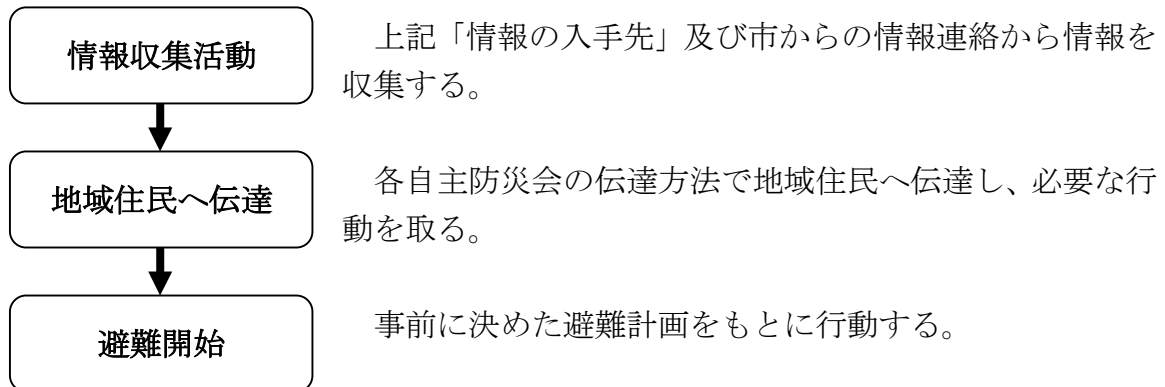 情報収集活動
上記「情報の入手先」及び市からの情報連絡から情報を
収集する。
地域住民へ伝達
各自主防災会の伝達方法で地域住民へ伝達し、必要な行
動を取る。
避難開始
事前に決めた避難計画をもとに行動する。